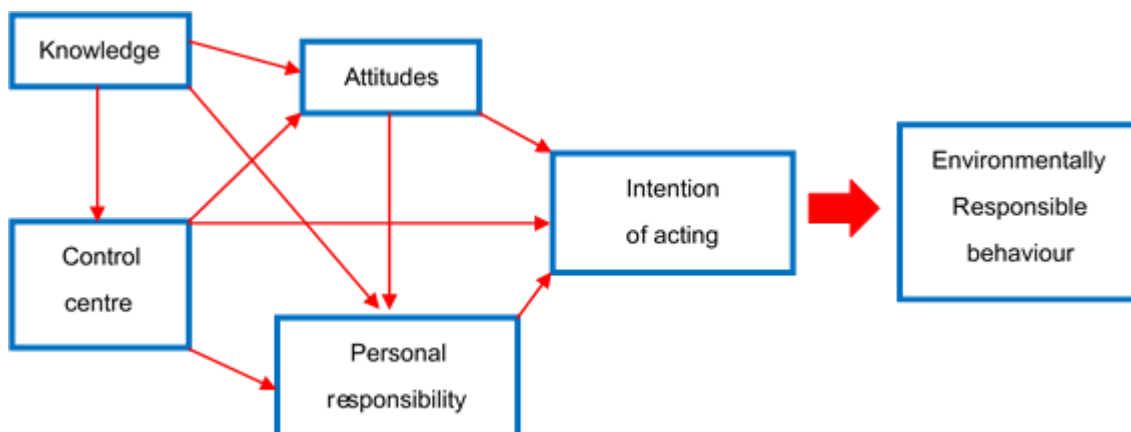 Knowledge
Attitudes
Control
centre
Personal
responsibility
Intention
of acting
Environmentally
Responsible
behaviour